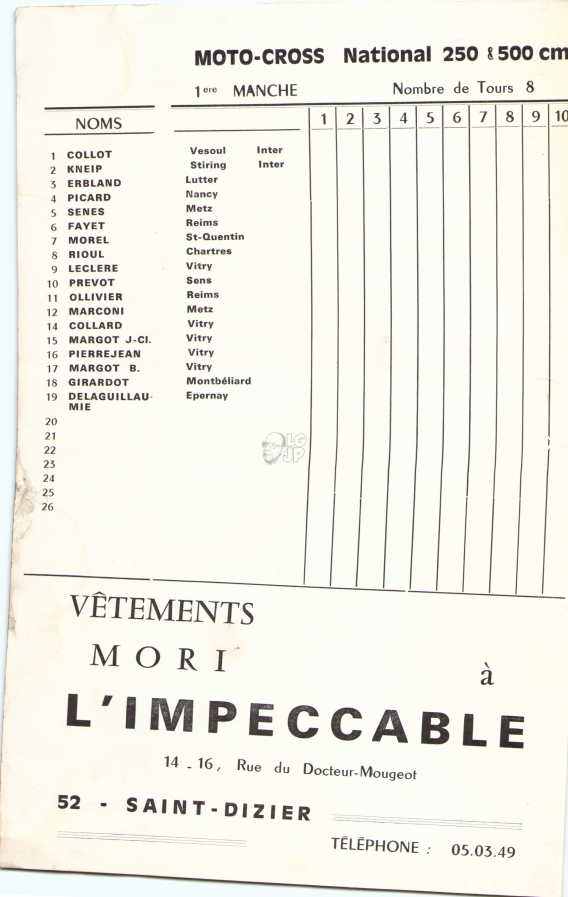 MOTO-CROSS National 250 & 500 cm
1ere MANCHE Nombre de Tours 8
NOMS 1 2 3 4 5 6 7 8 9 10
1 COLLOT Vesoul Inter
2 KNEIP Stiring Inter
3 ERBLAND Lutter
4 PICARD Nancy
5 SENES Metz
6 FAYET Reims
7 MOREL St-Quentin
8 RIOUL Chartres
9 LECLERE Vitry
10 PREVOT Sens
11 OLLIVIER Reims
12 MARCONI Metz
14 COLLARD Vitry
15 MARGOT J-Cl. Vitry
16 PIERREJEAN Vitry
17 MARGOT B. Vitry
18 GIRARDOT Montbéliard
19 DELAGUILLAU- Epernay
MIE
20
21
22
23
24
25
26
LG
JP
VÊTEMENTS
MORI à
L'IMPECCABLE
14 - 16, Rue du Docteur-Mougeot
52 - SAINT-DIZIER
TÉLÉPHONE : 05.03.49